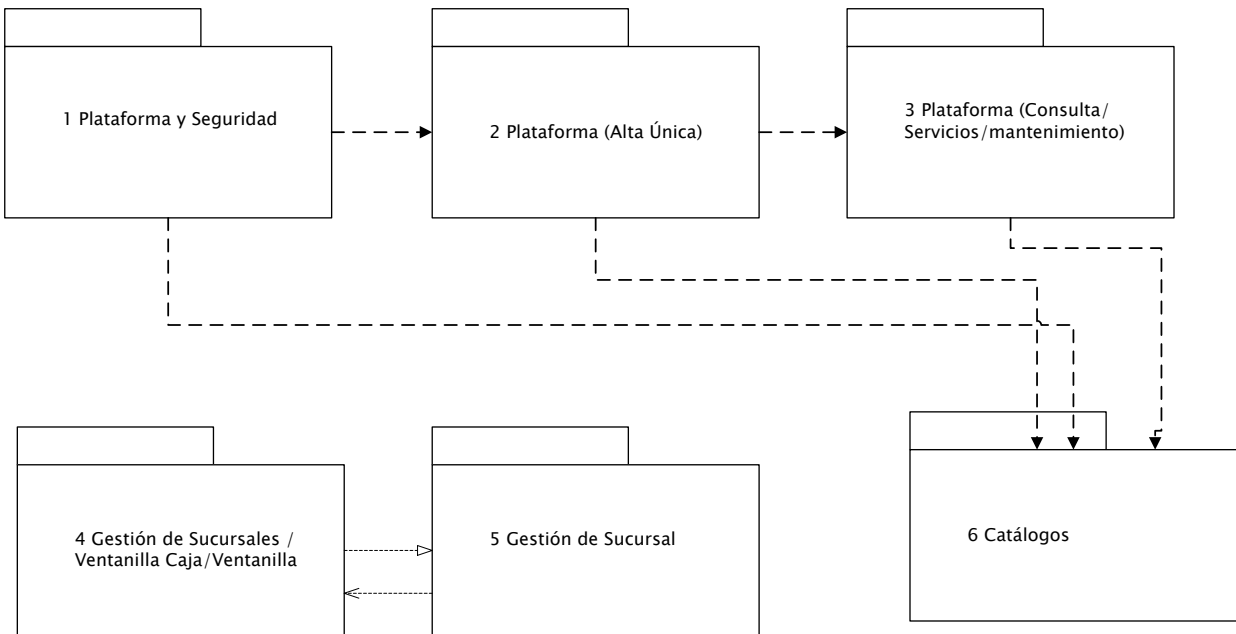 1 Plataforma y Seguridad
2 Plataforma (Alta Única)
3 Plataforma (Consulta/
Servicios/mantenimiento)
4 Gestión de Sucursales /
Ventanilla Caja/Ventanilla
5 Gestión de Sucursal
6 Catálogos